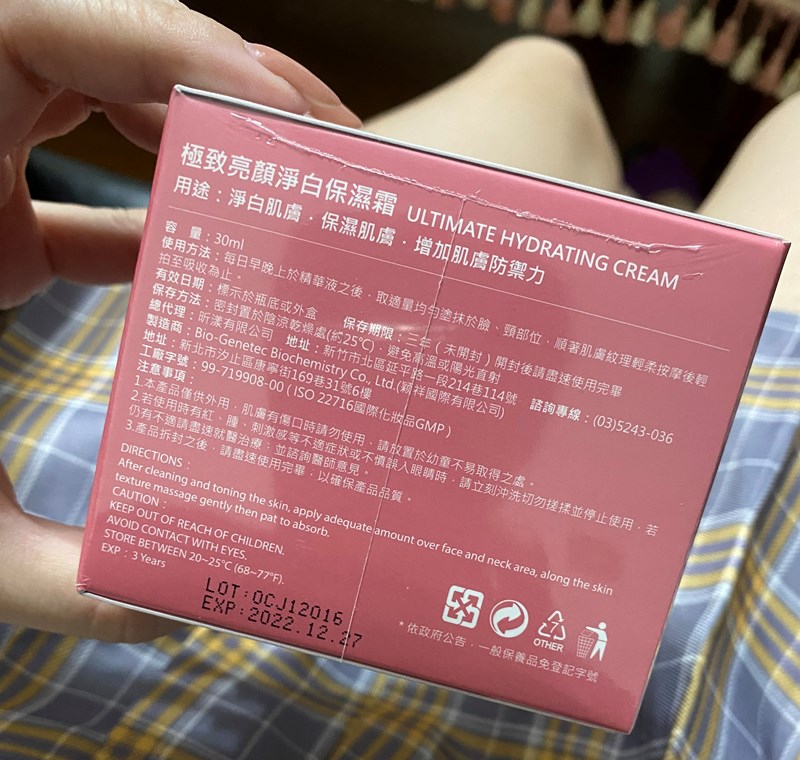 極致亮顏淨白保濕霜 ULTIMATE HYDRATING CREAM
用途：淨白肌膚．保濕肌膚．增加肌膚防禦力
容　量：30ml
使用方法：每日早晚上於精華液之後，取適量均勻塗抹於臉、頸部位，順著肌膚紋理輕柔按摩後輕
拍至吸收為止。
有效日期：標示於瓶底或外盒　保存期限：三年（未開封）開封後請盡速使用完畢
保存方法：密封置於陰涼乾燥處(約25℃)，避免高溫或陽光直射
總代理：昕漾有限公司　地址：新竹市北區延平路一段214巷114號　諮詢專線：(03)5243-036
製造商：Bio-Genetec Biochemistry Co., Ltd.(穎祥國際有限公司)
地址：新北市汐止區康寧街169巷31號6樓
工廠字號：99-719908-00 ( ISO 22716國際化妝品GMP )
注意事項：
1.本產品僅供外用，肌膚有傷口時請勿使用，請放置於幼童不易取得之處。
2.若使用時有紅、腫、刺激感等不適症狀或不慎誤入眼睛時，請立刻沖洗切勿搓揉並停止使用，若
仍有不適請盡速就醫治療，並諮詢醫師意見。
3.產品拆封之後，請盡速使用完畢，以確保產品品質。
DIRECTIONS :
After cleaning and toning the skin, apply adequate amount over face and neck area, along the skin
texture massage gently then pat to absorb.
CAUTION :
KEEP OUT OF REACH OF CHILDREN.
AVOID CONTACT WITH EYES.
STORE BETWEEN 20~25℃ (68~77℉).
EXP : 3 Years
LOT:OCJ12016
EXP:2022.12.27
7
OTHER
*依政府公告，一般保養品免登記字號